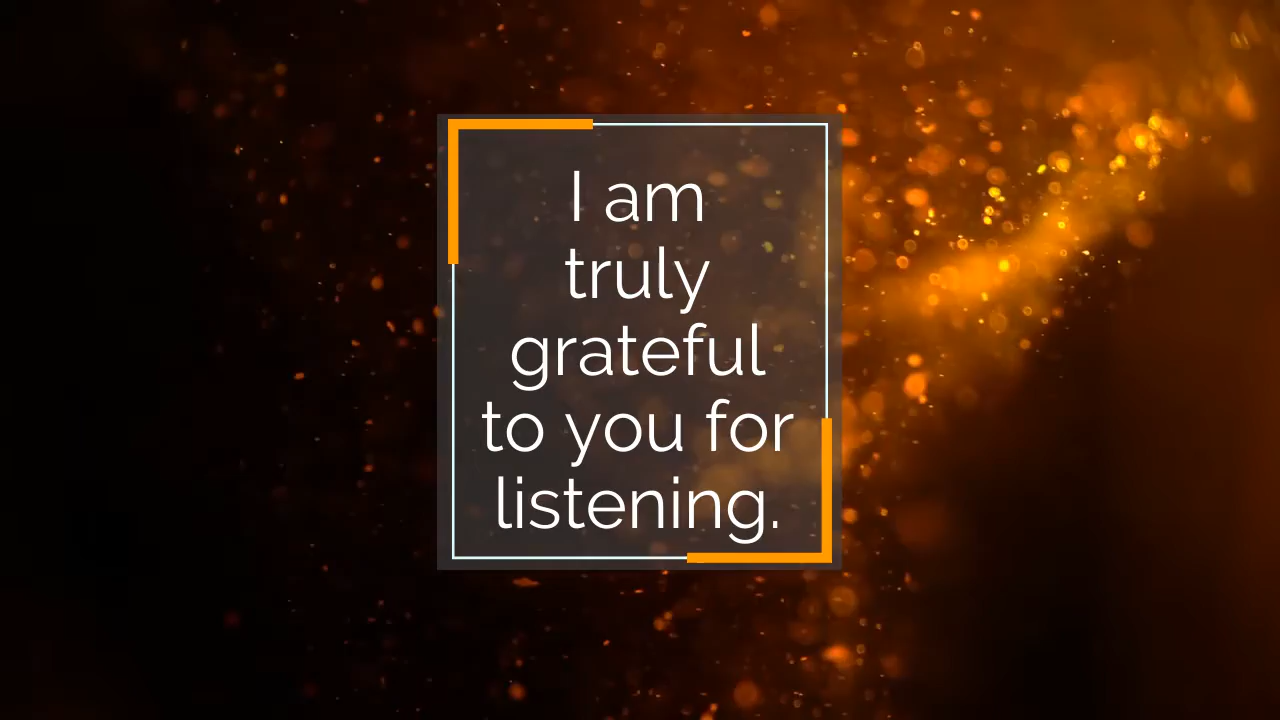 I am
truly
grateful
to you for
listening.